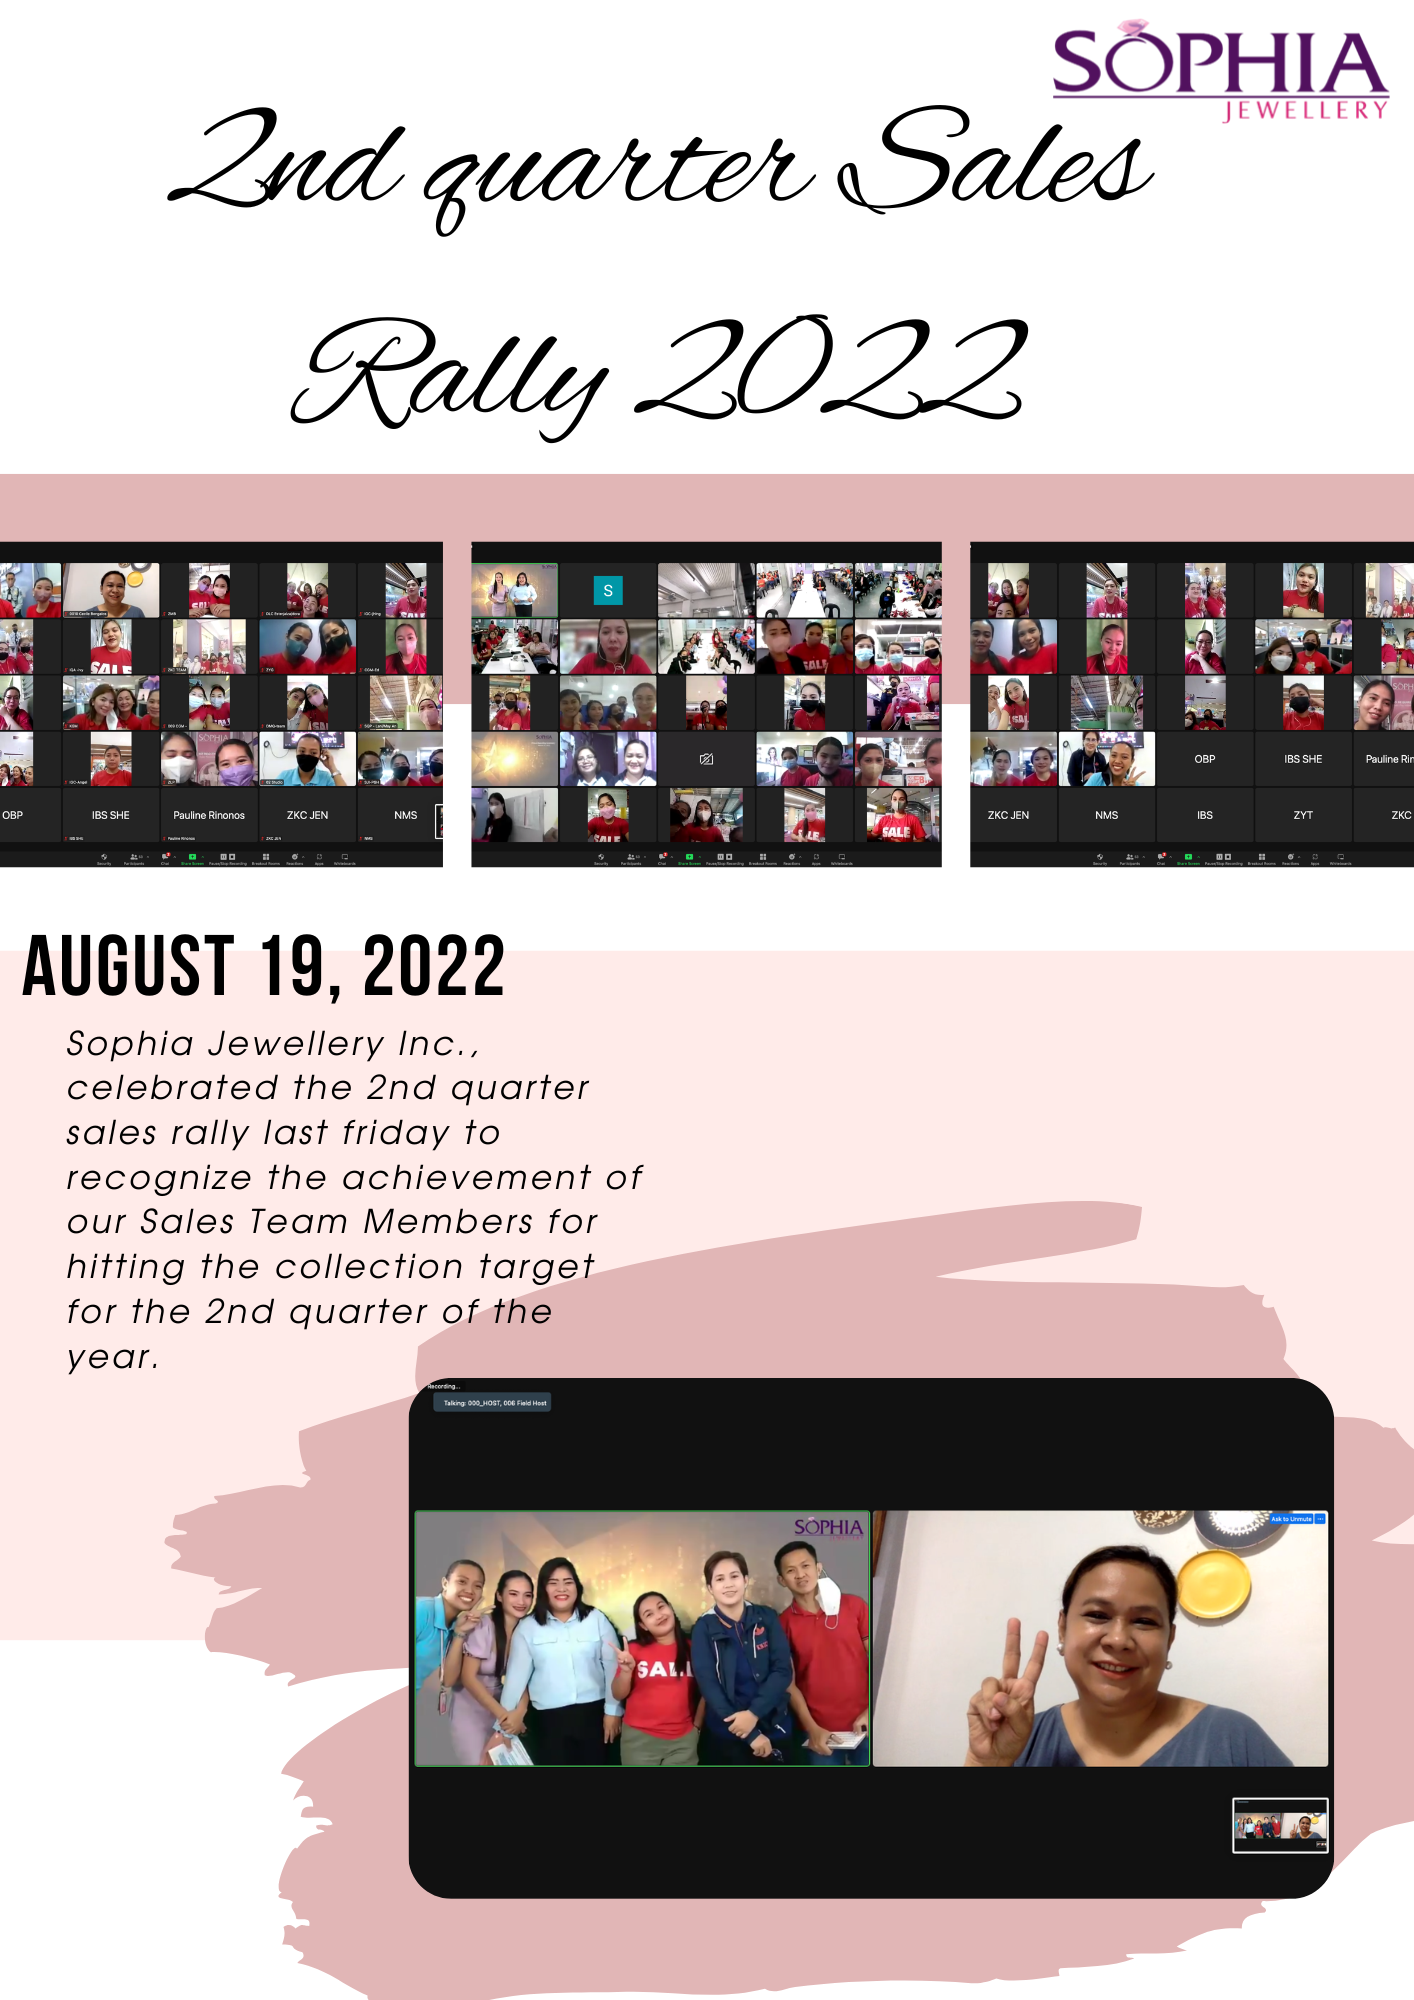 SOPHIA
JEWELLERY
2nd quarter Sales
Rally 2022
SALE
OBP
IBS SHE
Pauline Rinonos
ZKC JEN
NMS
S
SALE
OBP
IBS SHE
Pauline Rin
ZKC JEN
NMS
IBS
ZYT
ZKC
AUGUST 19, 2022
Sophia Jewellery Inc.,
celebrated the 2nd quarter
sales rally last friday to
recognize the achievement of
our Sales Team Members for
hitting the collection target
for the 2nd quarter of the
year.
Recording...
Talking: 000_HOST, 006 Field Host
SOPHIA
Ask to Unmute
SALE